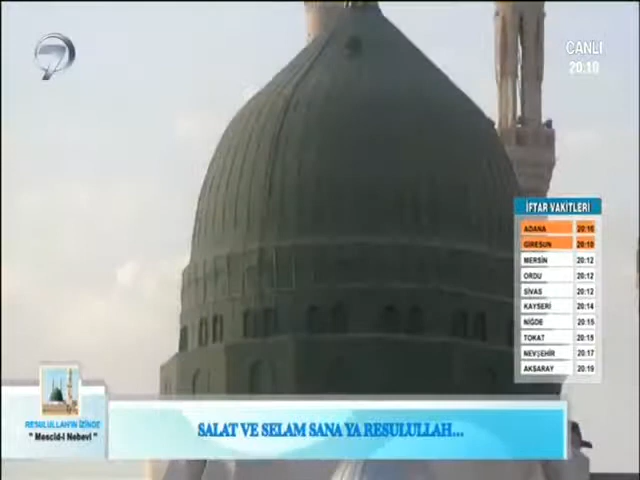 7
CANLI
20:10
İFTAR VAKİTLERİ
ADANA 20:10
GİRESUN 20:10
MERSİN 20:12
ORDU 20:12
SİVAS 20:12
KAYSERİ 20:14
NİĞDE 20:15
TOKAT 20:15
NEVŞEHİR 20:17
AKSARAY 20:19
RESULULLAH'IN İZİNDE
" Mescid-i Nebevi "
SALAT VE SELAM SANA YA RESULULLAH...